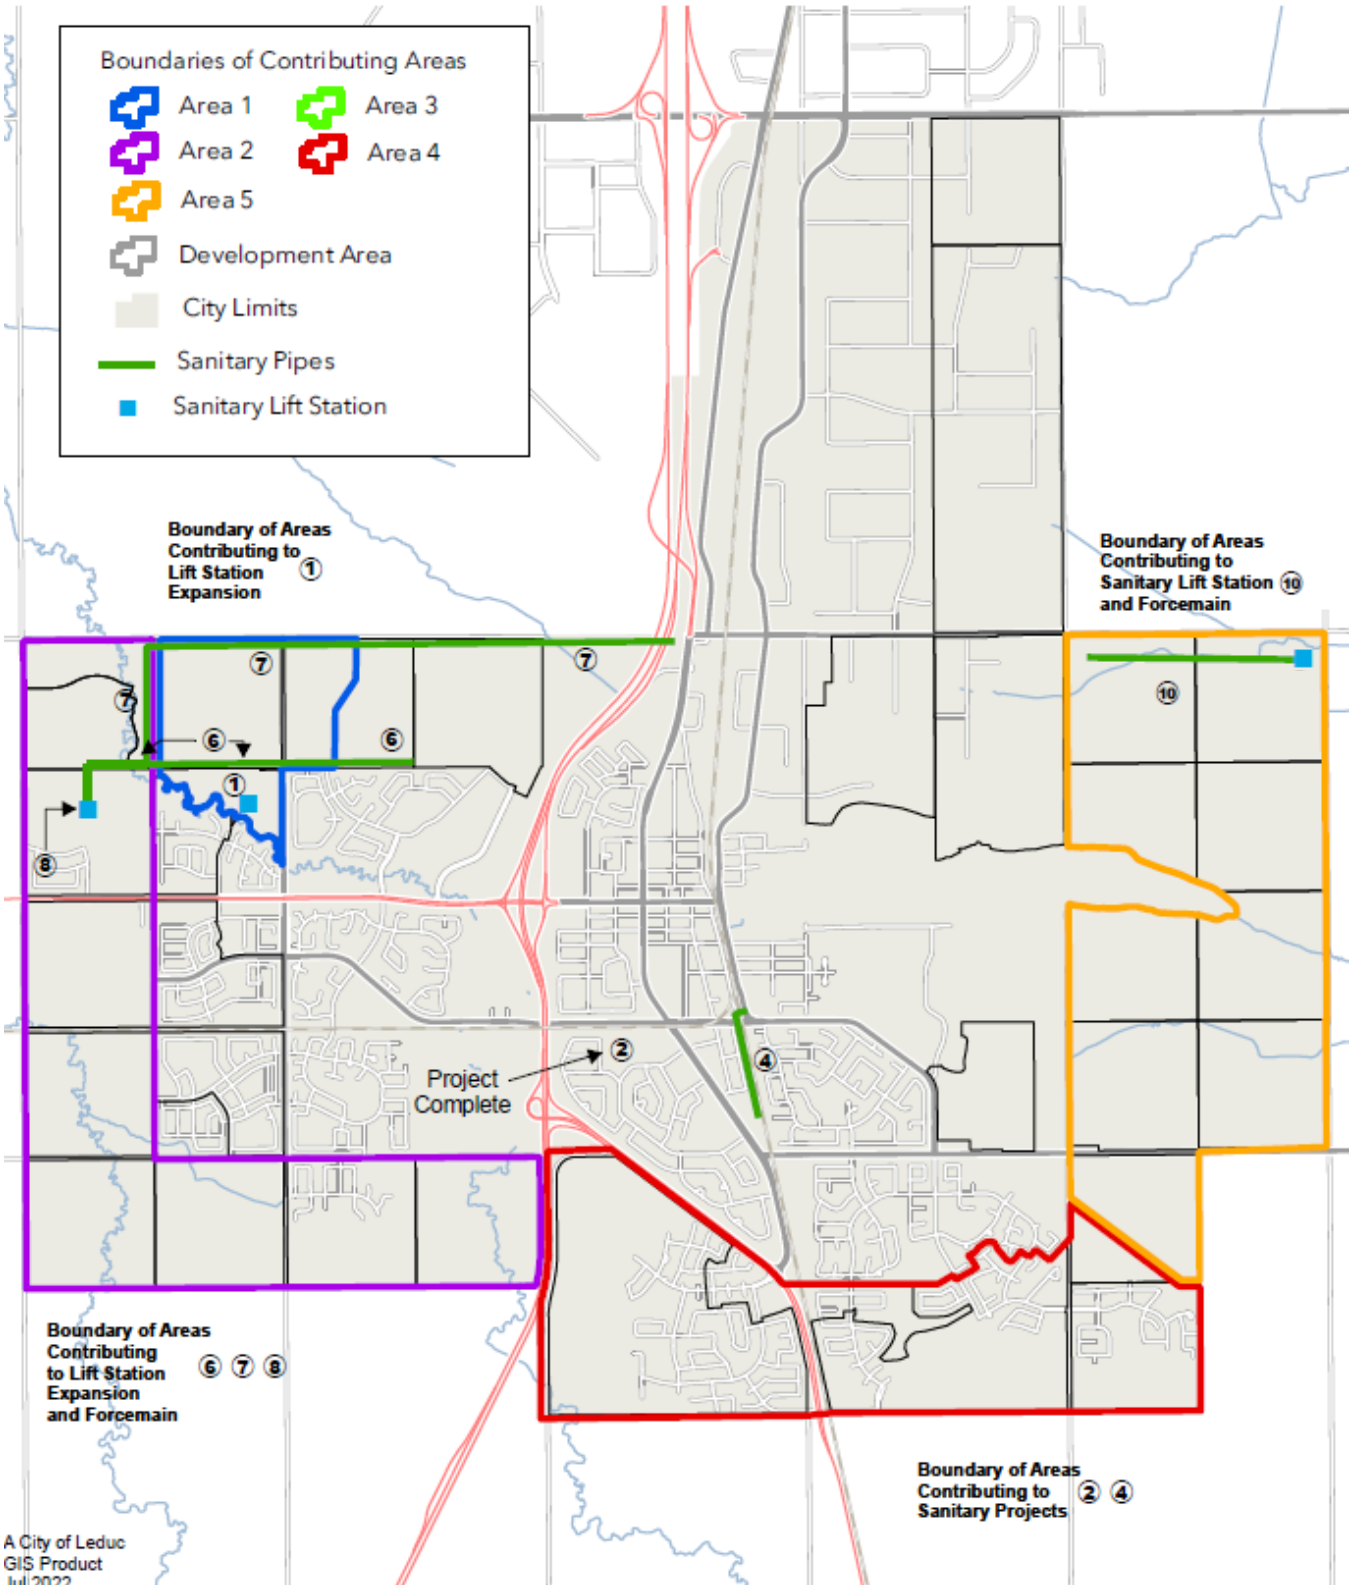 Boundaries of Contributing Areas
Area 1
Area 3
Area 2
Area 4
Area 5
Development Area
City Limits
Sanitary Pipes
Sanitary Lift Station
Boundary of Areas
Contributing to
Lift Station ①
Expansion
Boundary of Areas
Contributing to
Sanitary Lift Station ⑩
and Forcemain
⑦
⑦
⑦
⑩
⑥
⑥
①
⑧
②
④
Project
Complete
Boundary of Areas
Contributing
to Lift Station ⑥ ⑦ ⑧
Expansion
and Forcemain
Boundary of Areas
Contributing to ② ④
Sanitary Projects
A City of Leduc
GIS Product
Jul 2022